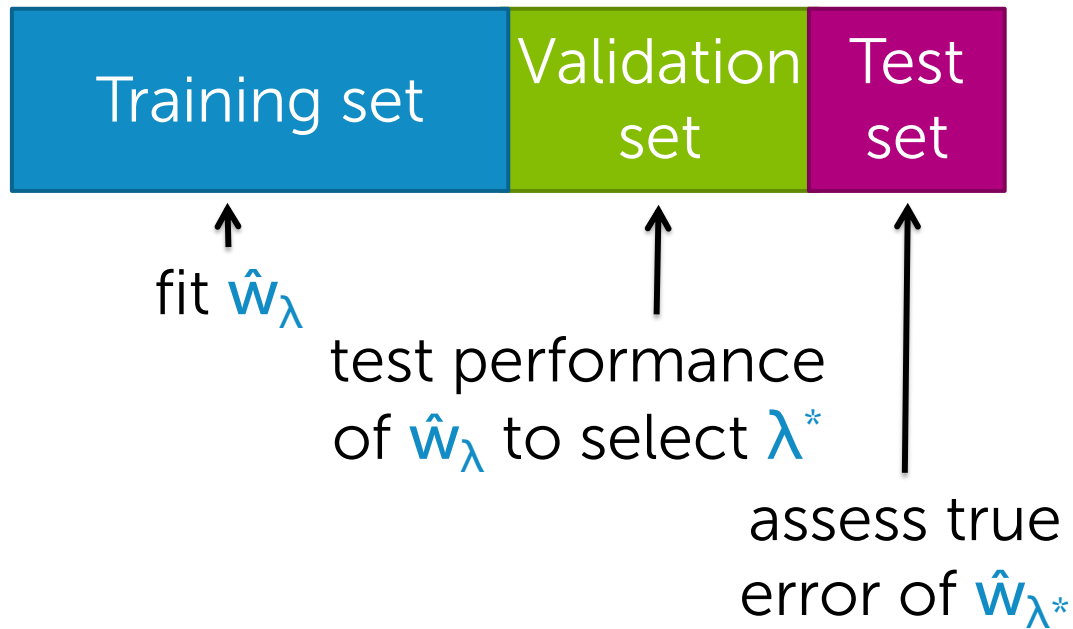 Training set
Validation
set
Test
set
fit ŵλ
test performance
of ŵλ to select λ*
assess true
error of ŵλ*